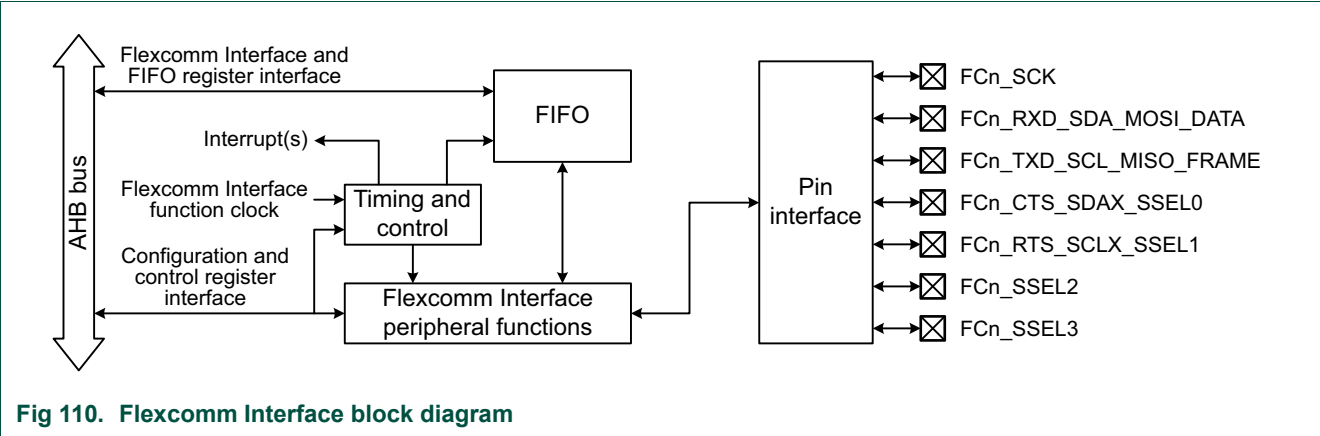 Flexcomm Interface and
FIFO register interface
FIFO
Interrupt(s)
Flexcomm Interface
function clock
Timing and
control
AHB bus
Configuration and
control register
interface
Flexcomm Interface
peripheral functions
Pin
interface
FCn_SCK
FCn_RXD_SDA_MOSI_DATA
FCn_TXD_SCL_MISO_FRAME
FCn_CTS_SDAX_SSEL0
FCn_RTS_SCLX_SSEL1
FCn_SSEL2
FCn_SSEL3
Fig 110. Flexcomm Interface block diagram